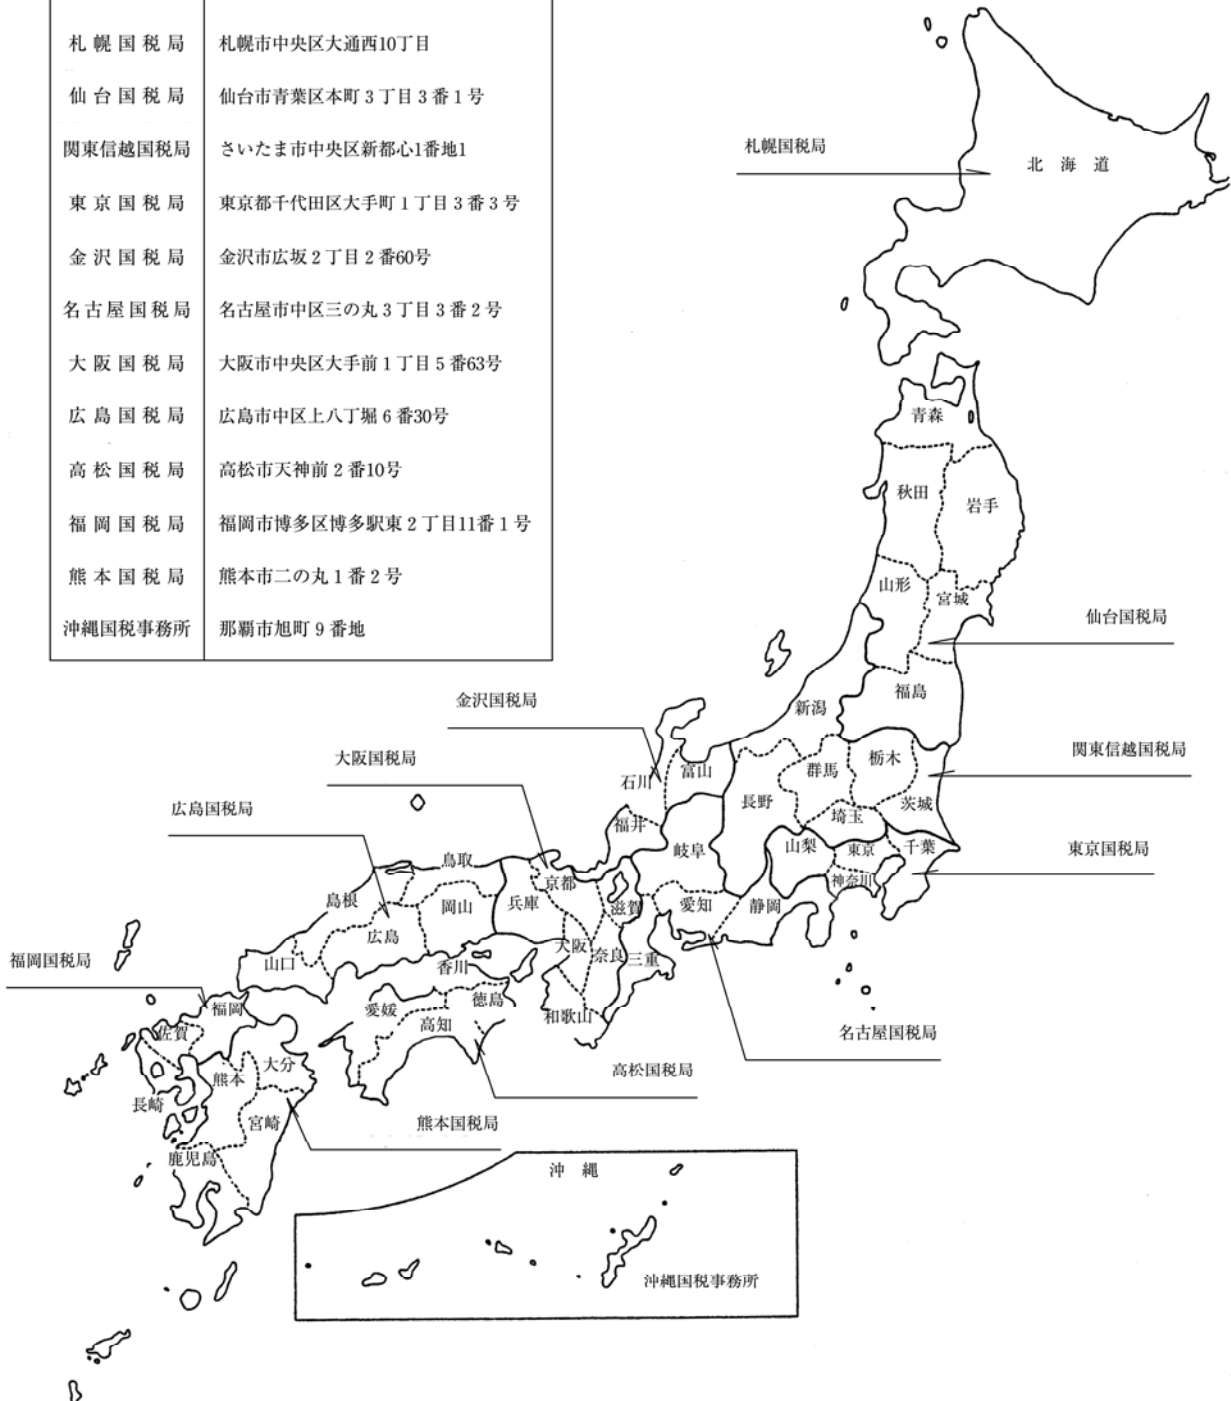 札幌国税局 札幌市中央区大通西10丁目
仙台国税局 仙台市青葉区本町3丁目3番1号
関東信越国税局 さいたま市中央区新都心1番地1
東京国税局 東京都千代田区大手町1丁目3番3号
金沢国税局 金沢市広坂2丁目2番60号
名古屋国税局 名古屋市中区三の丸3丁目3番2号
大阪国税局 大阪市中央区大手前1丁目5番63号
広島国税局 広島市中区上八丁堀6番30号
高松国税局 高松市天神前2番10号
福岡国税局 福岡市博多区博多駅東2丁目11番1号
熊本国税局 熊本市二の丸1番2号
沖縄国税事務所 那覇市旭町9番地
札幌国税局
北海道
青森
秋田
岩手
山形
宮城
仙台国税局
福島
新潟
金沢国税局
関東信越国税局
大阪国税局
栃木
群馬
富山
石川
長野
茨城
広島国税局
埼玉
福井
東京国税局
山梨
東京
千葉
岐阜
鳥取
神奈川
京都
島根
岡山
兵庫
滋賀
愛知
静岡
広島
大阪
奈良
三重
福岡国税局
山口
香川
徳島
福岡
愛媛
和歌山
高知
佐賀
名古屋国税局
大分
高松国税局
熊本
長崎
宮崎
熊本国税局
鹿児島
沖縄
沖縄国税事務所